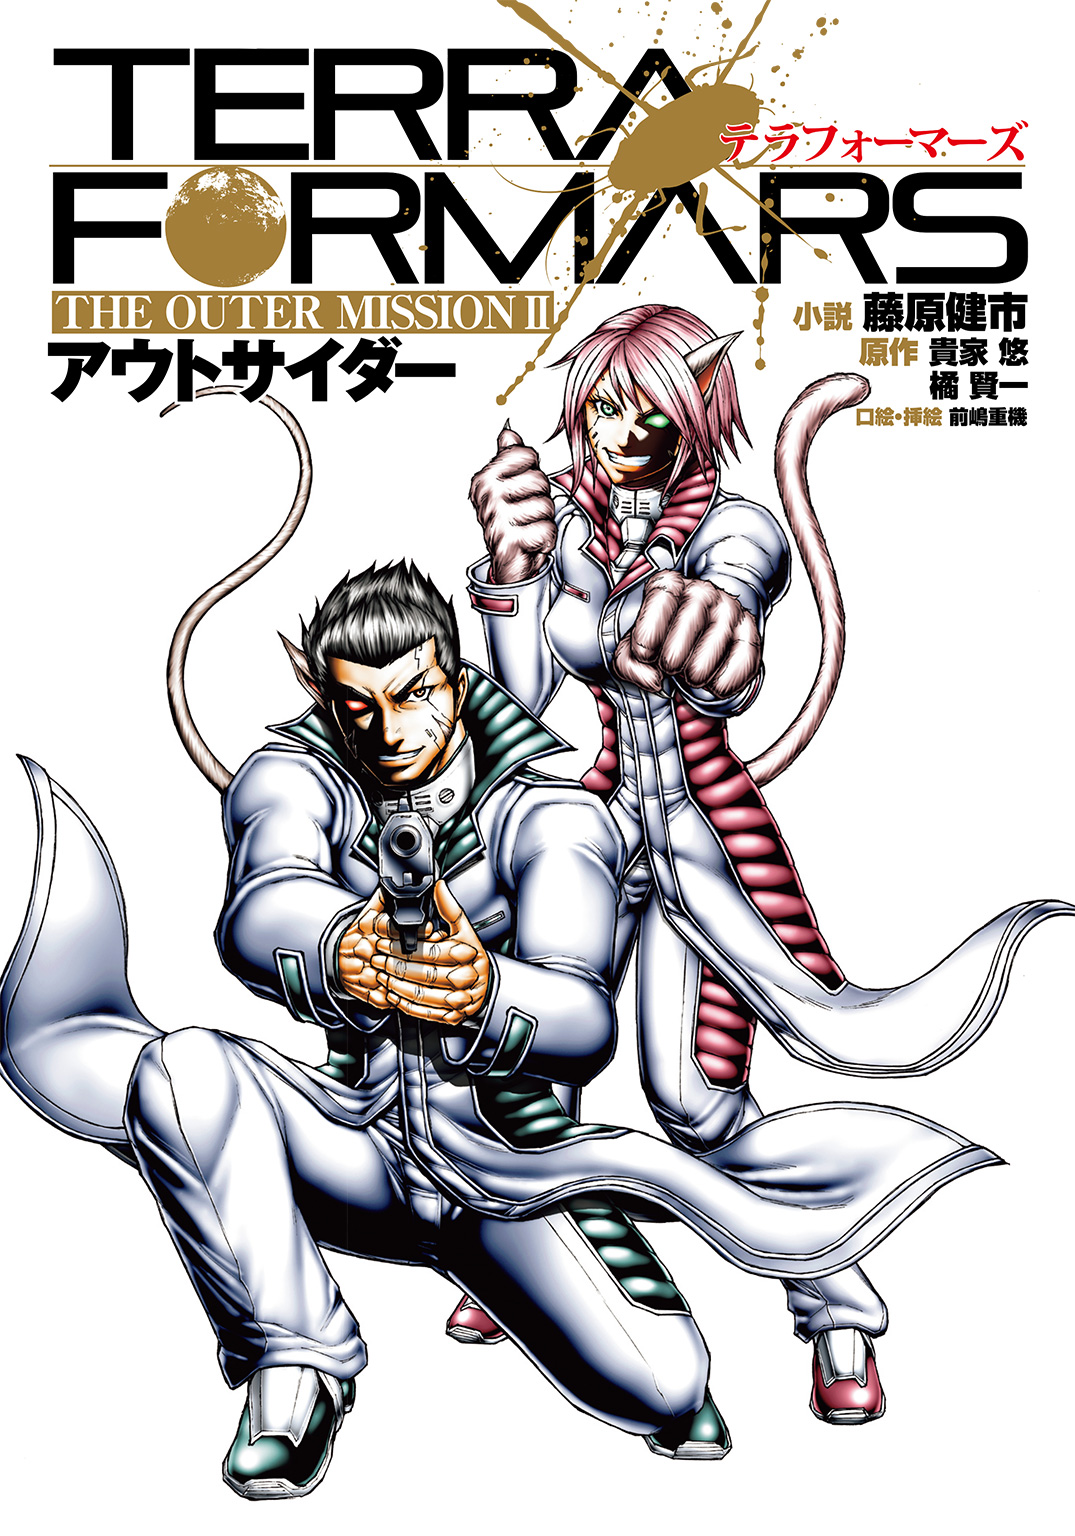 TERRA
テラフォーマーズ
FORMARS
THE OUTER MISSION II
アウトサイダー
小説 藤原健市
原作 貴家 悠
橘 賢一
口絵・挿絵 前嶋重機